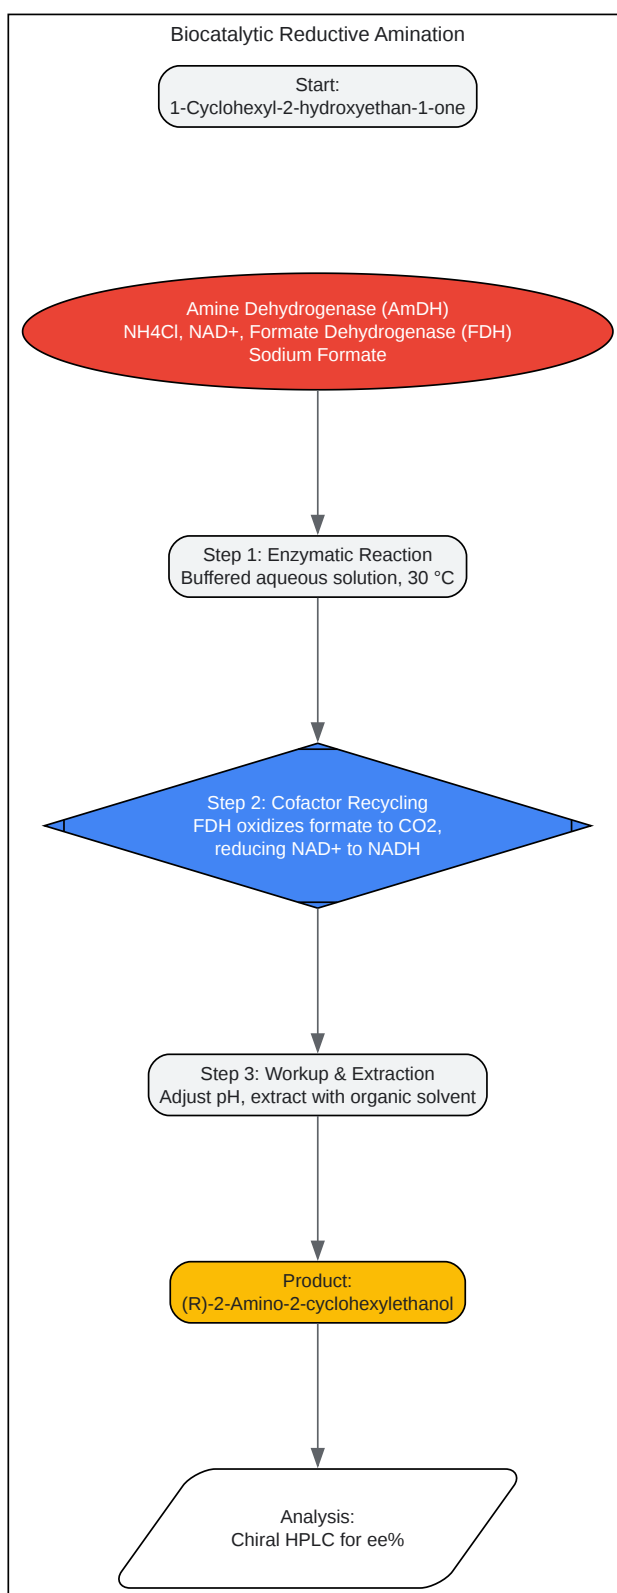 Biocatalytic Reductive Amination
Start:
1-Cyclohexyl-2-hydroxyethan-1-one
Amine Dehydrogenase (AmDH)
NH4Cl, NAD+, Formate Dehydrogenase (FDH)
Sodium Formate
Step 1: Enzymatic Reaction
Buffered aqueous solution, 30 °C
Step 2: Cofactor Recycling
FDH oxidizes formate to CO2,
reducing NAD+ to NADH
Step 3: Workup & Extraction
Adjust pH, extract with organic solvent
Product:
(R)-2-Amino-2-cyclohexylethanol
Analysis:
Chiral HPLC for ee%